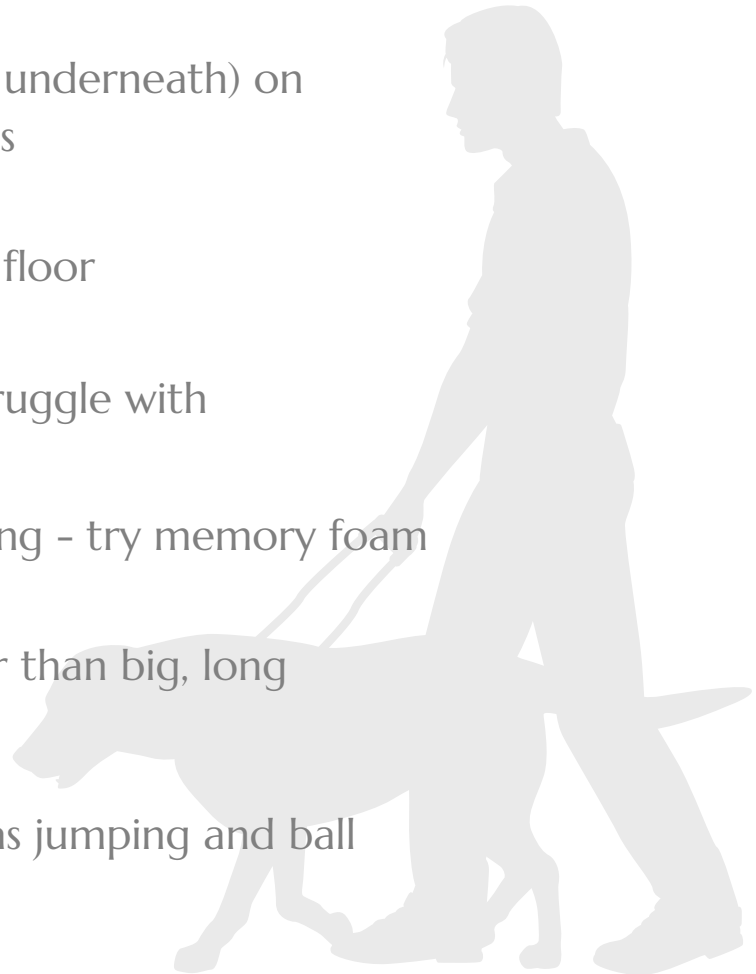 underneath) on
s
floor
ruggle with
ng - try memory foam
r than big, long
ns jumping and ball